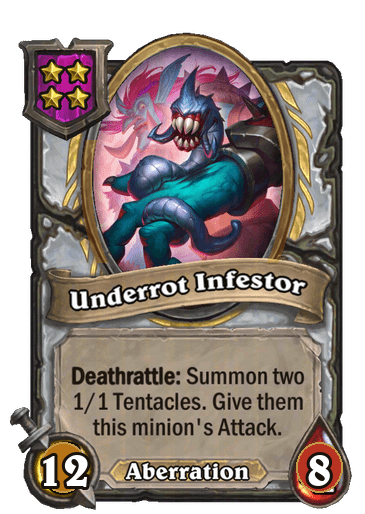 Underrot Infestor
Deathrattle: Summon two
1/1 Tentacles. Give them
this minion's Attack.
12
Aberration
8